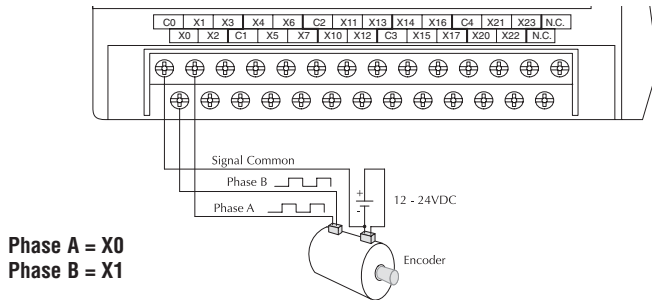 C0 X1 X3 X4 X6 C2 X11 X13 X14 X16 C4 X21 X23 N.C.
X0 X2 C1 X5 X7 X10 X12 C3 X15 X17 X20 X22 N.C.
Signal Common
Phase B
Phase A
+
-
12 - 24VDC
Encoder
Phase A = X0
Phase B = X1